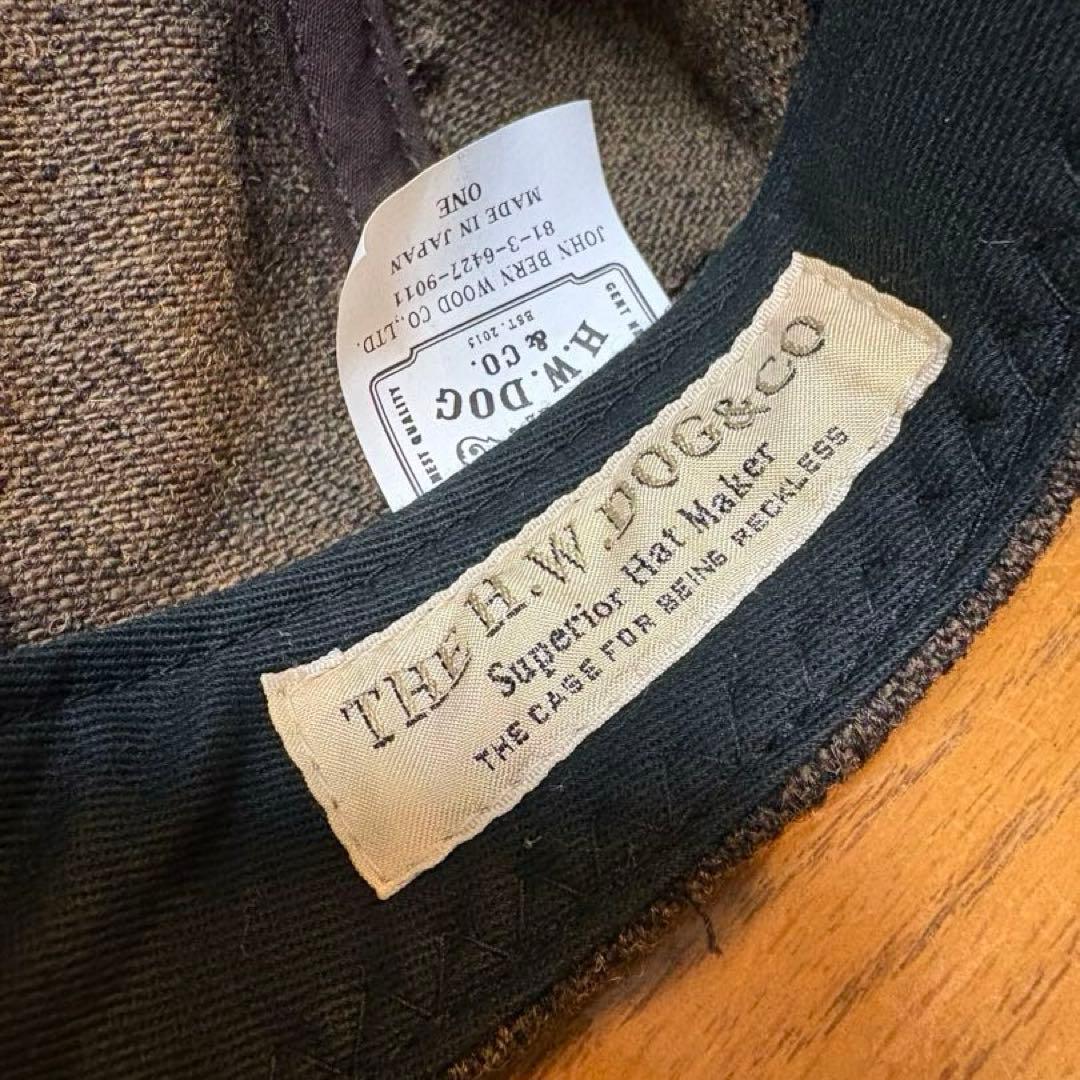 THE H.W.DOG&CO
Superior Hat Maker
THE CASE FOR BEING RECKLESS
H.W.DOG
& CO.
EST. 2015
QUALITY
JOHN BERN WOOD CO.,LTD.
81-3-6427-9011
MADE IN JAPAN
ONE